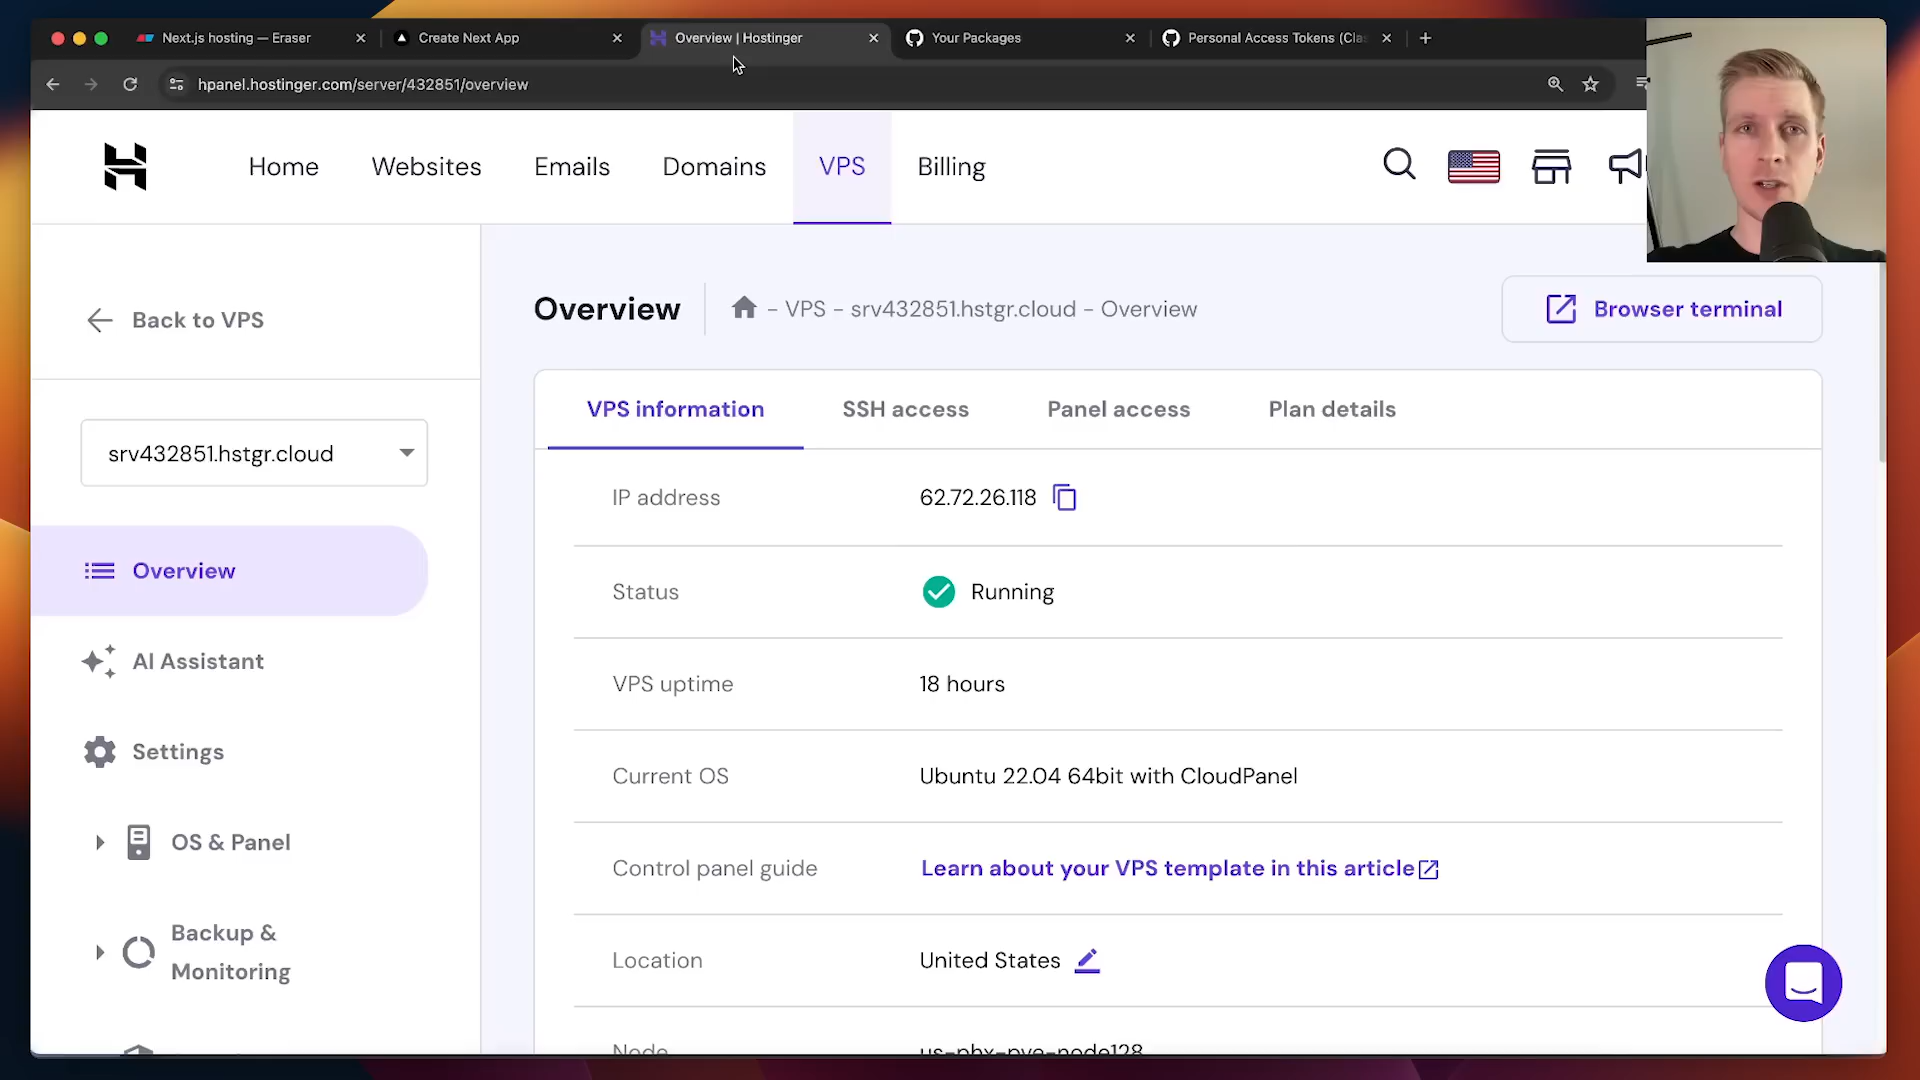 Next.js hosting — Eraser
Create Next App
Overview | Hostinger
Your Packages
Personal Access Tokens (Cla
hpanel.hostinger.com/server/432851/overview
Home
Websites
Emails
Domains
VPS
Billing
Back to VPS
srv432851.hstgr.cloud
Overview
AI Assistant
Settings
OS & Panel
Backup &
Monitoring
Overview
– VPS – srv432851.hstgr.cloud – Overview
Browser terminal
VPS information
SSH access
Panel access
Plan details
IP address
62.72.26.118
Status
Running
VPS uptime
18 hours
Current OS
Ubuntu 22.04 64bit with CloudPanel
Control panel guide
Learn about your VPS template in this article
Location
United States
Node
us-phx-pve-node128